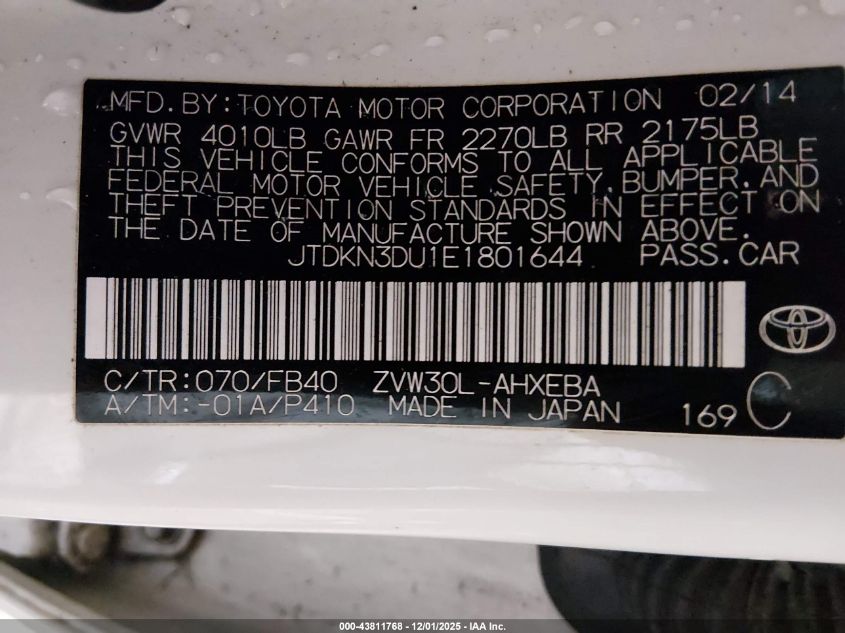 MFD. BY: TOYOTA MOTOR CORPORATION 02/14
GVWR 4010LB GAWR FR 2270LB RR 2175LB
THIS VEHICLE CONFORMS TO ALL APPLICABLE
FEDERAL MOTOR VEHICLE SAFETY, BUMPER, AND
THEFT PREVENTION STANDARDS IN EFFECT ON
THE DATE OF MANUFACTURE SHOWN ABOVE.
JTDKN3DU1E1801644 PASS.CAR
C/TR:070/FB40 ZVW30L-AHXEBA
A/TM:-01A/P410 MADE IN JAPAN 169 C
000-43811768 - 12/01/2025 - IAA Inc.